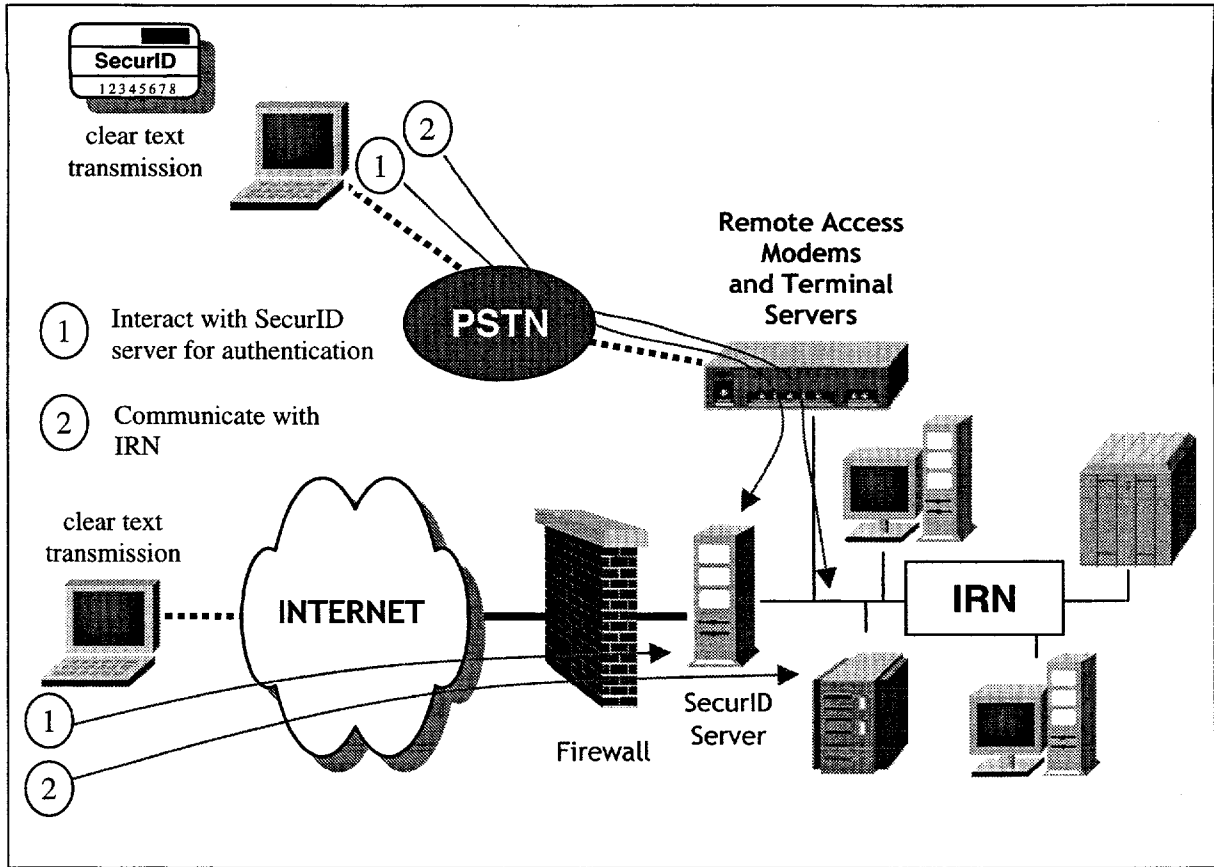 SecurID
12345678
clear text
transmission
2
1
Remote Access
Modems
and Terminal
Servers
PSTN
1
Interact with SecurID
server for authentication
2
Communicate with
IRN
clear text
transmission
INTERNET
IRN
1
2
Firewall
SecurID
Server